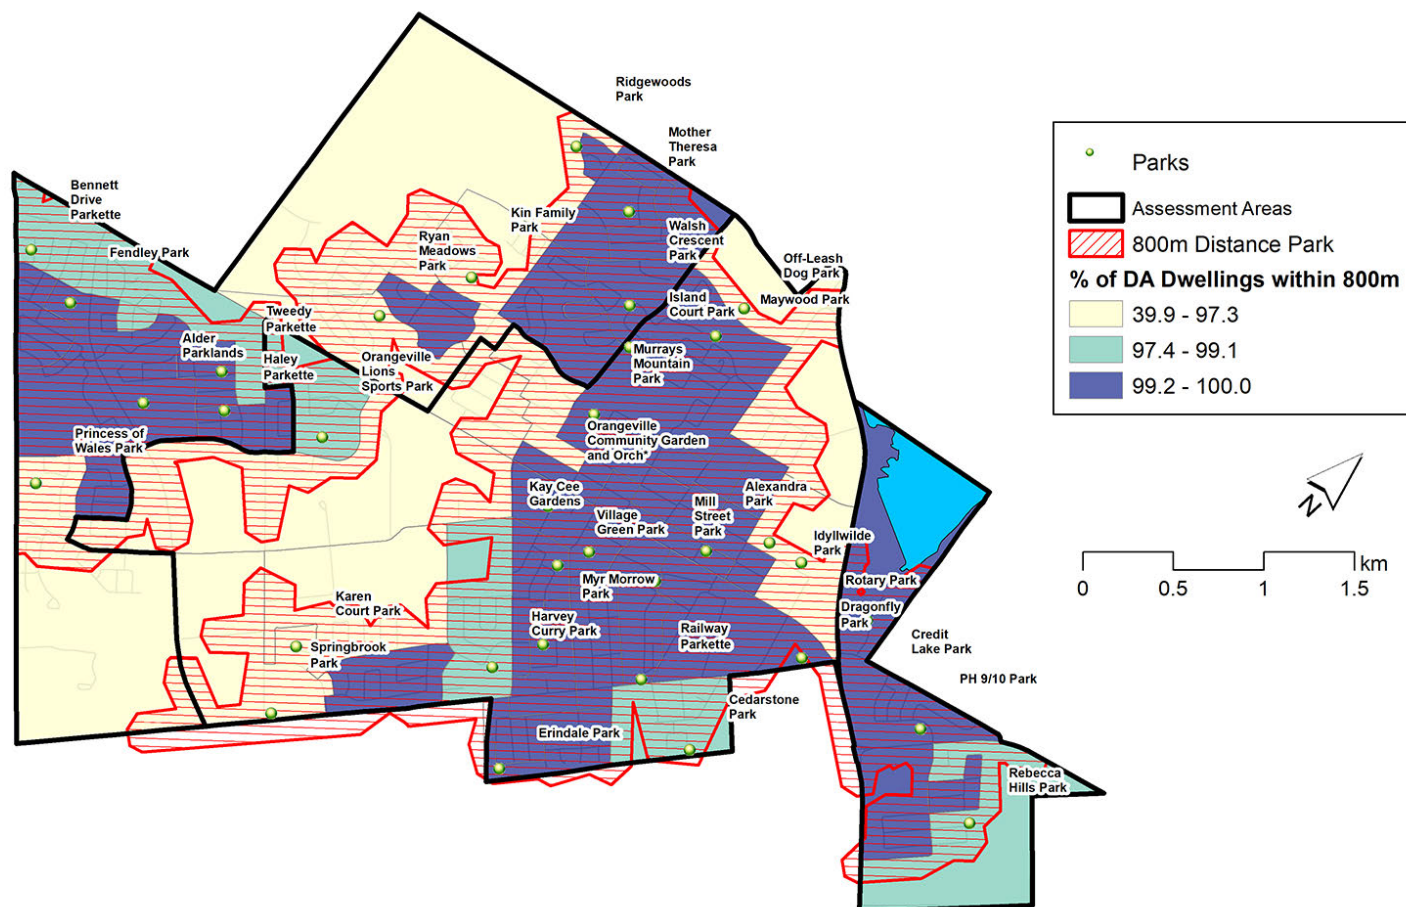 Ridgewoods
Park
Mother
Theresa
Park
Bennett
Drive
Parkette
Fendley Park
Kin Family
Park
Ryan
Meadows
Park
Walsh
Crescent
Park
Off-Leash
Dog Park
Maywood Park
Island
Court Park
Tweedy
Parkette
Alder
Parklands
Haley
Parkette
Orangeville
Lions
Sports Park
Murrays
Mountain
Park
Princess of
Wales Park
Orangeville
Community Garden
and Orch*
Kay Cee
Gardens
Village
Green Park
Mill
Street
Park
Alexandra
Park
Idyllwilde
Park
Myr Morrow
Park
Rotary Park
Dragonfly
Park
Karen
Court Park
Harvey
Curry Park
Railway
Parkette
Credit
Lake Park
Springbrook
Park
PH 9/10 Park
Cedarstone
Park
Erindale Park
Rebecca
Hills Park
Parks
Assessment Areas
800m Distance Park
% of DA Dwellings within 800m
39.9 - 97.3
97.4 - 99.1
99.2 - 100.0
N
km
0 0.5 1 1.5